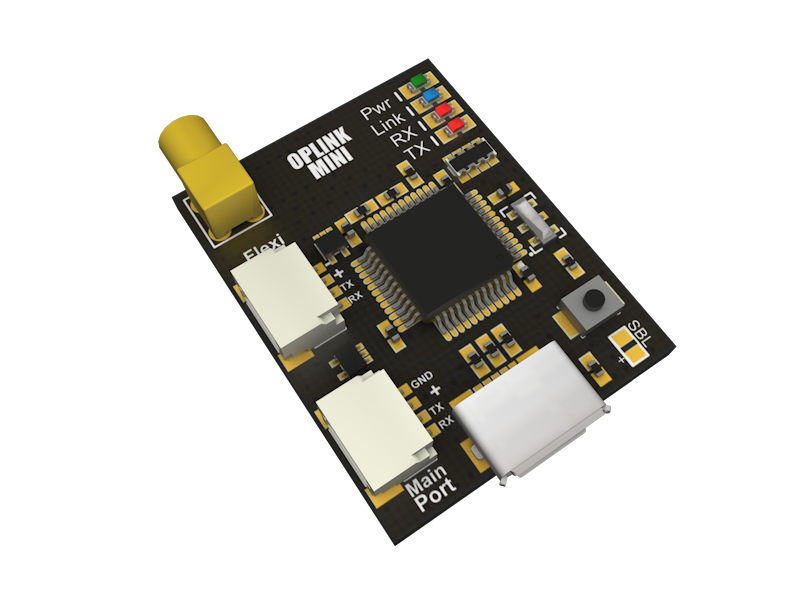 Pwr
Link
RX
TX
OPLINK
MINI
Flexi
+
TX
RX
GND
+
TX
RX
Main
Port
SBL
+